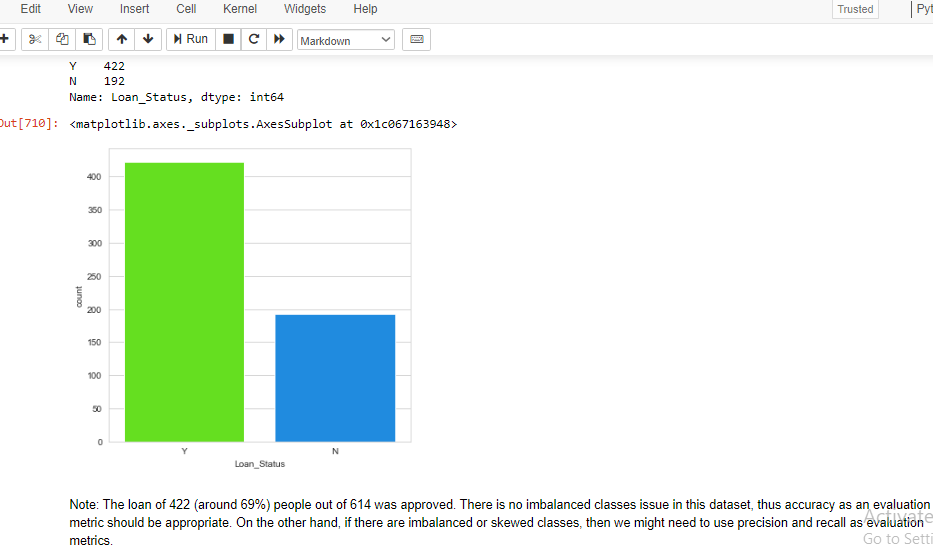 Edit View Insert Cell Kernel Widgets Help
Trusted
Pyt
Run
Markdown
Y 422
N 192
Name: Loan_Status, dtype: int64
Out[710]: <matplotlib.axes._subplots.AxesSubplot at 0x1c067163948>
400
350
300
250
200
150
100
50
0
count
Y N
Loan_Status
Note: The loan of 422 (around 69%) people out of 614 was approved. There is no imbalanced classes issue in this dataset, thus accuracy as an evaluation
metric should be appropriate. On the other hand, if there are imbalanced or skewed classes, then we might need to use precision and recall as evaluation
metrics.
Activate
Go to Setti